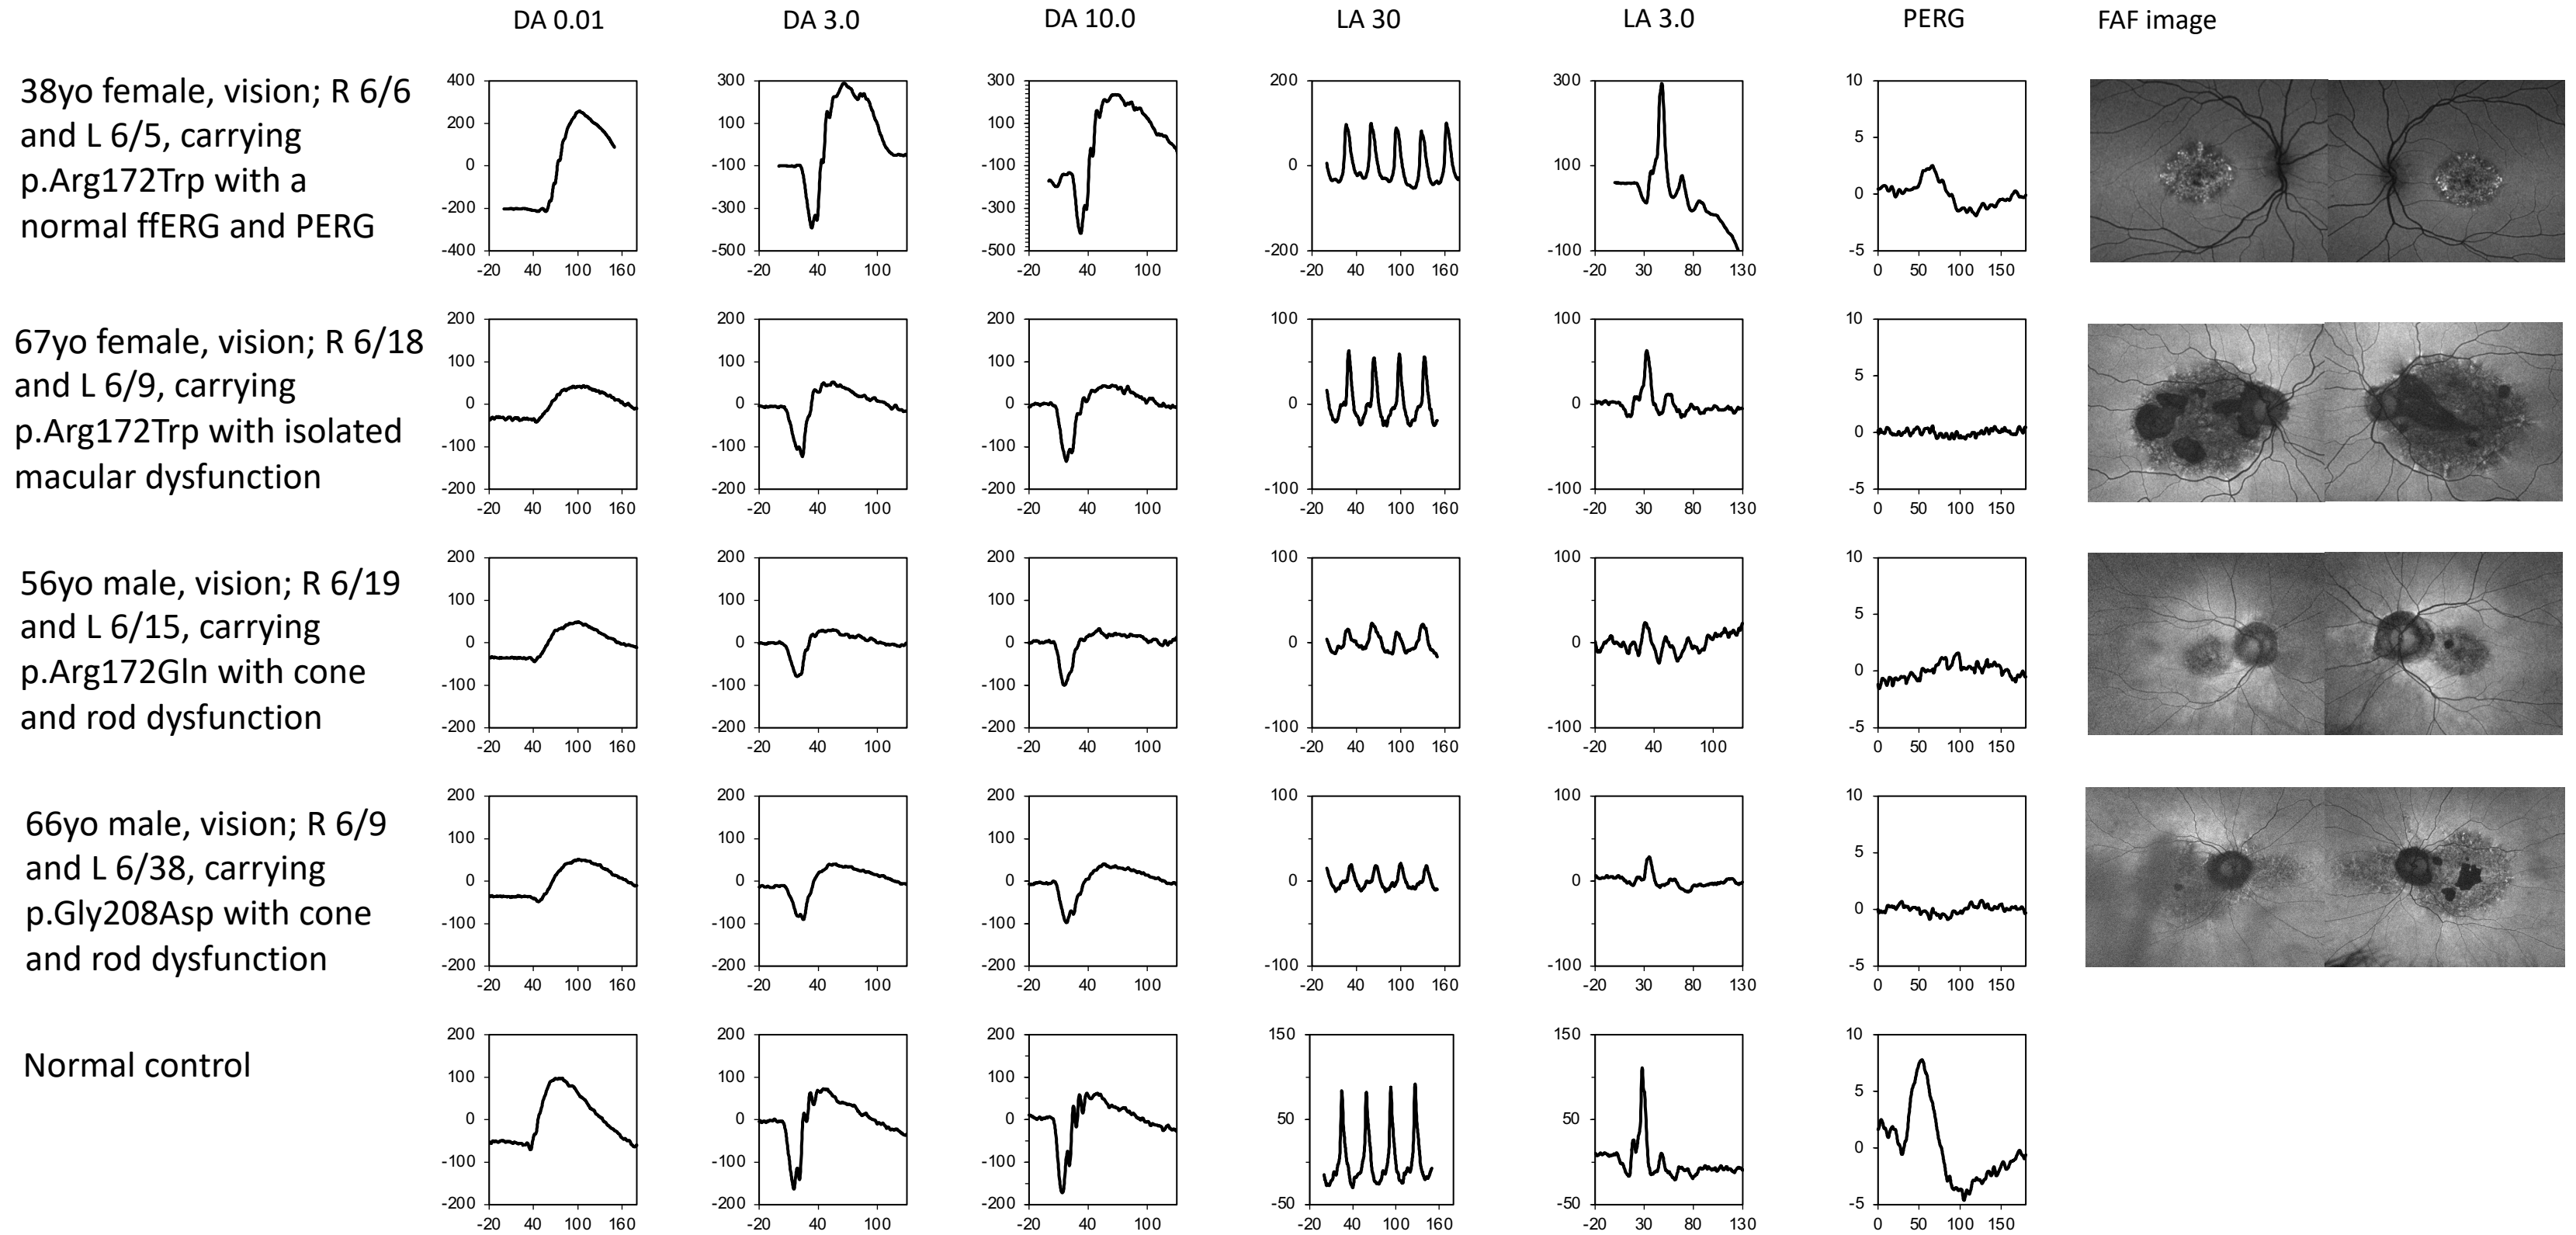 DA 0.01 DA 3.0 DA 10.0 LA 30 LA 3.0 PERG FAF image
38yo female, vision; R 6/6
and L 6/5, carrying
p.Arg172Trp with a
normal ffERG and PERG
400 200 0 -200 -400
-20 40 100 160
300 100 -100 -300 -500
-20 40 100
300 100 -100 -300 -500
-20 40 100
200 0 -200
-20 40 100 160
300 100 -100
-20 30 80 130
10 5 0 -5
0 50 100 150
67yo female, vision; R 6/18
and L 6/9, carrying
p.Arg172Trp with isolated
macular dysfunction
200 100 0 -100 -200
-20 40 100 160
200 100 0 -100 -200
-20 40 100
200 100 0 -100 -200
-20 40 100
100 0 -100
-20 40 100 160
100 0 -100
-20 30 80 130
10 5 0 -5
0 50 100 150
56yo male, vision; R 6/19
and L 6/15, carrying
p.Arg172Gln with cone
and rod dysfunction
200 100 0 -100 -200
-20 40 100 160
200 100 0 -100 -200
-20 40 100
200 100 0 -100 -200
-20 40 100
100 0 -100
-20 40 100 160
100 0 -100
-20 40 100
10 5 0 -5
0 50 100 150
66yo male, vision; R 6/9
and L 6/38, carrying
p.Gly208Asp with cone
and rod dysfunction
200 100 0 -100 -200
-20 40 100 160
200 100 0 -100 -200
-20 40 100
200 100 0 -100 -200
-20 40 100
100 0 -100
-20 40 100 160
100 0 -100
-20 30 80 130
10 5 0 -5
0 50 100 150
Normal control
200 100 0 -100 -200
-20 40 100 160
200 100 0 -100 -200
-20 40 100
200 100 0 -100 -200
-20 40 100
150 50 -50
-20 40 100 160
150 50 -50
-20 30 80 130
10 5 0 -5
0 50 100 150